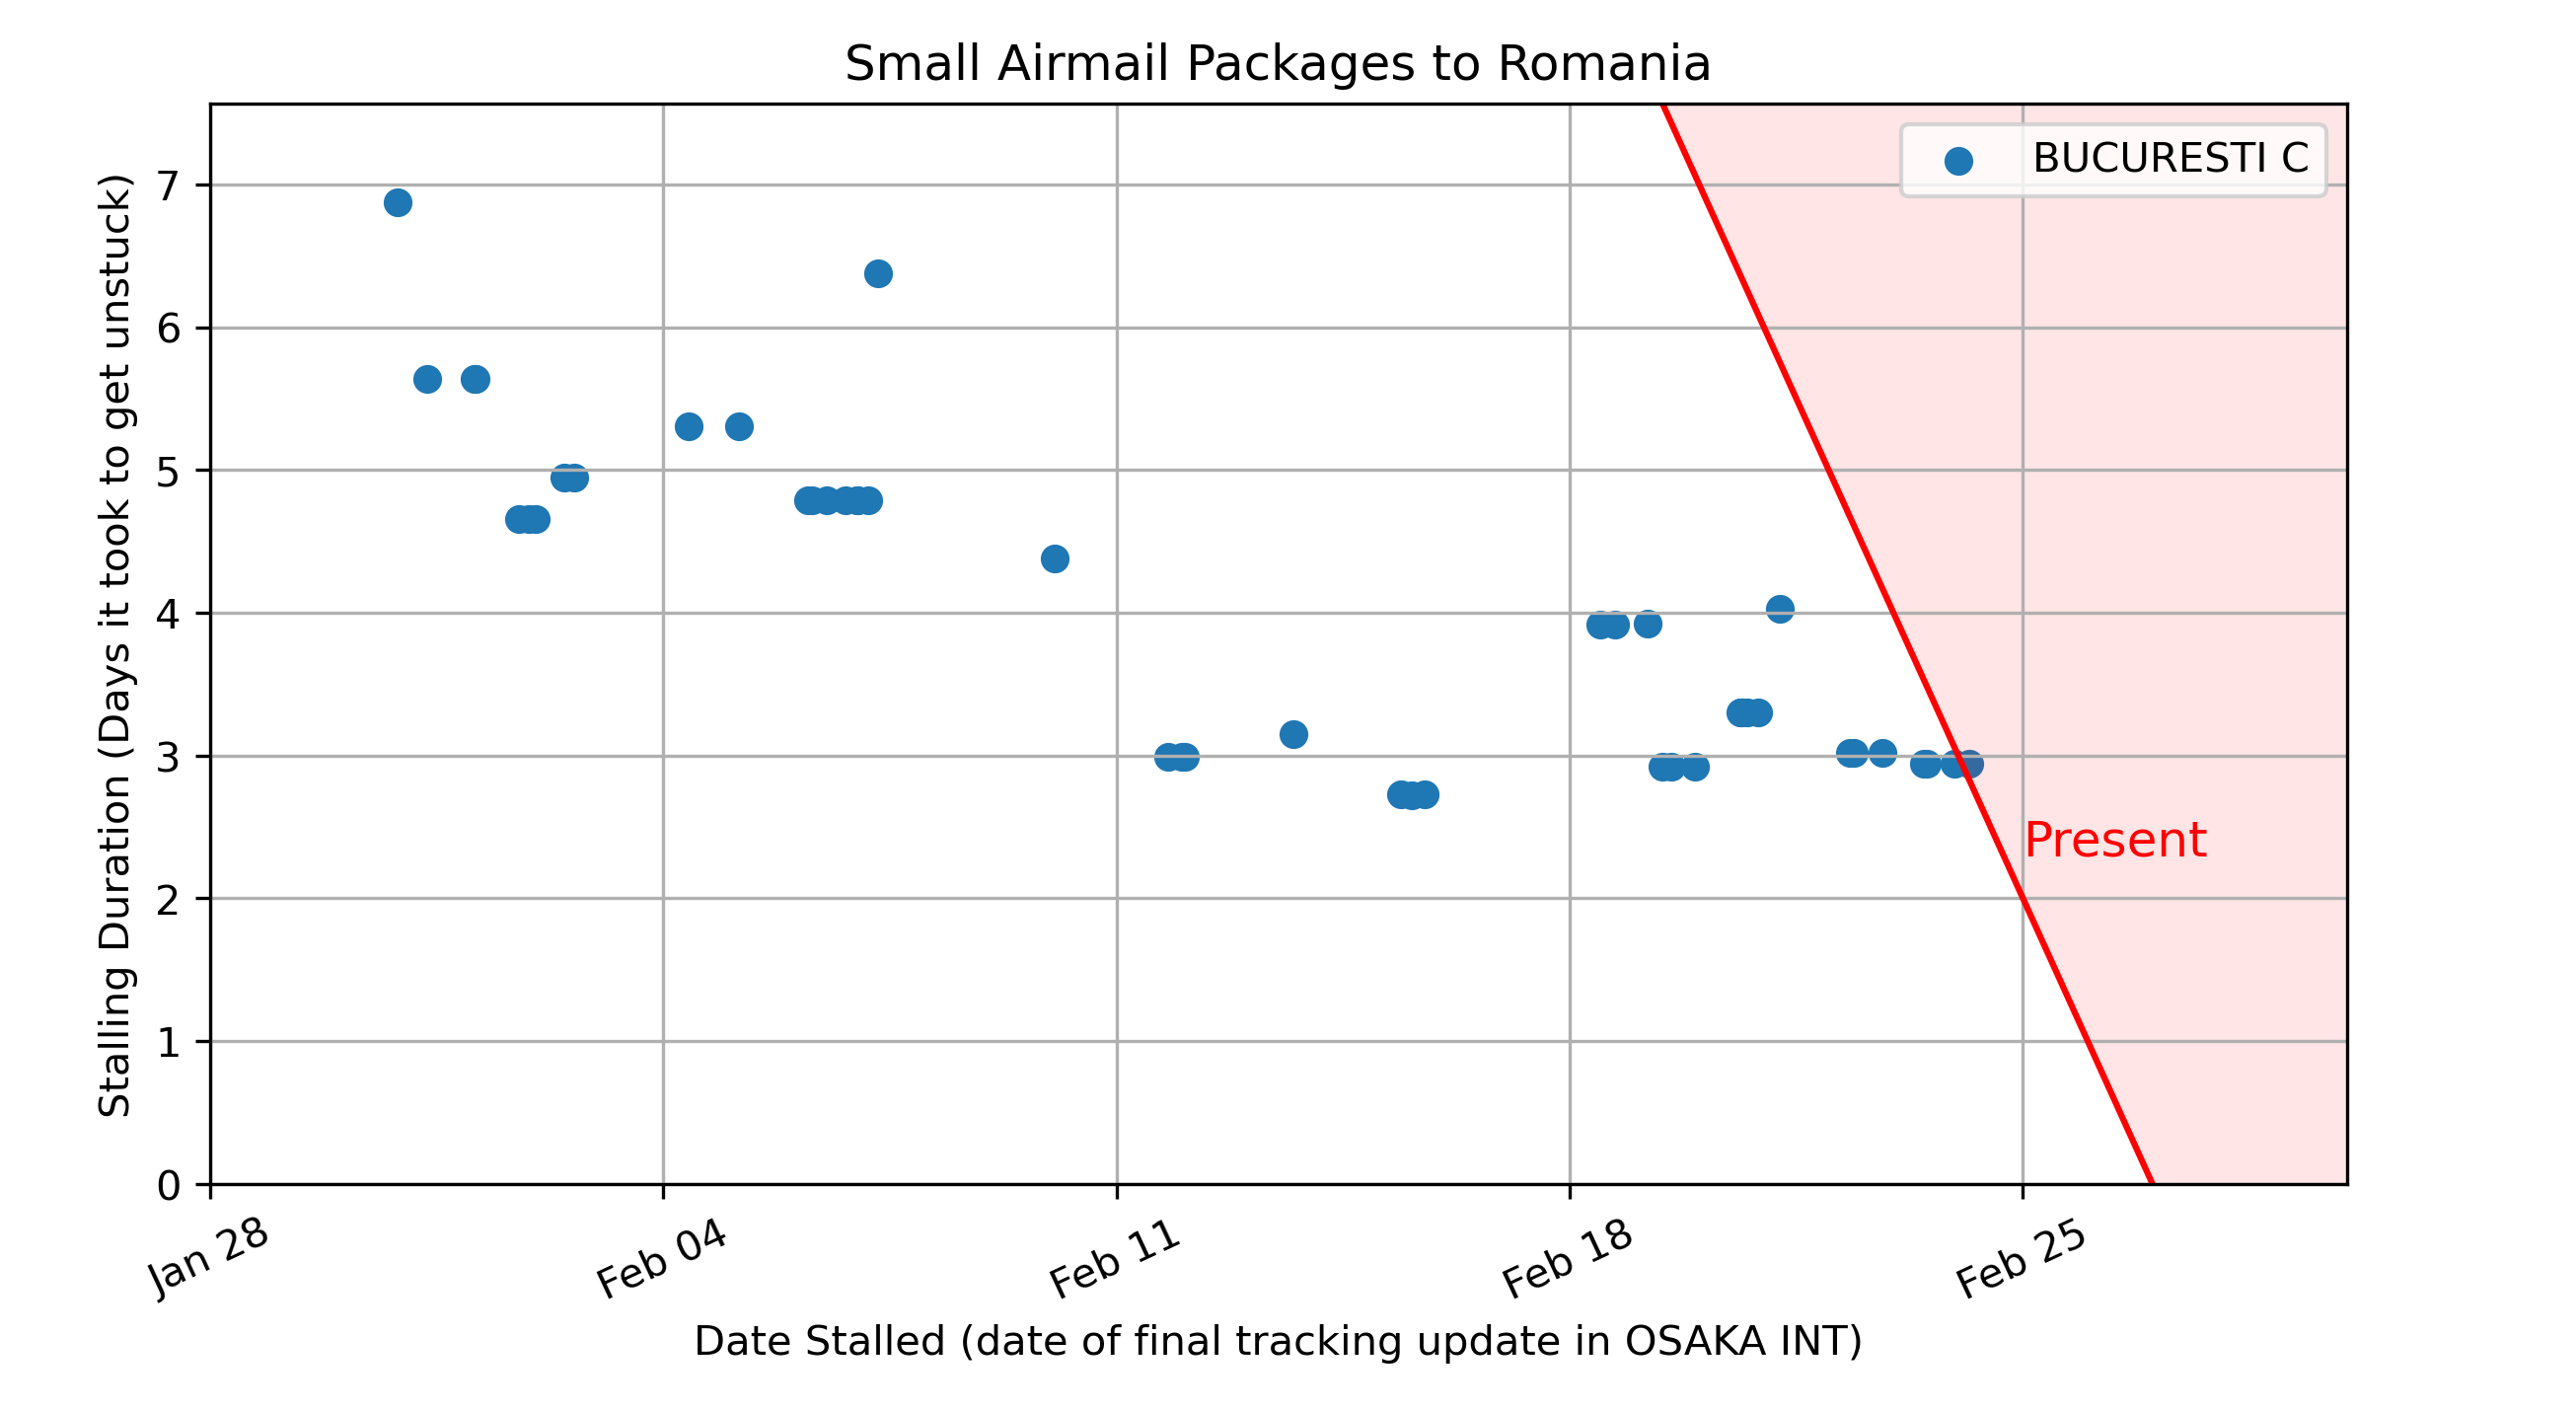 Small Airmail Packages to Romania
BUCURESTI C
Stalling Duration (Days it took to get unstuck)
7
6
5
4
3
2
1
0
Present
Jan 28
Feb 04
Feb 11
Feb 18
Feb 25
Date Stalled (date of final tracking update in OSAKA INT)